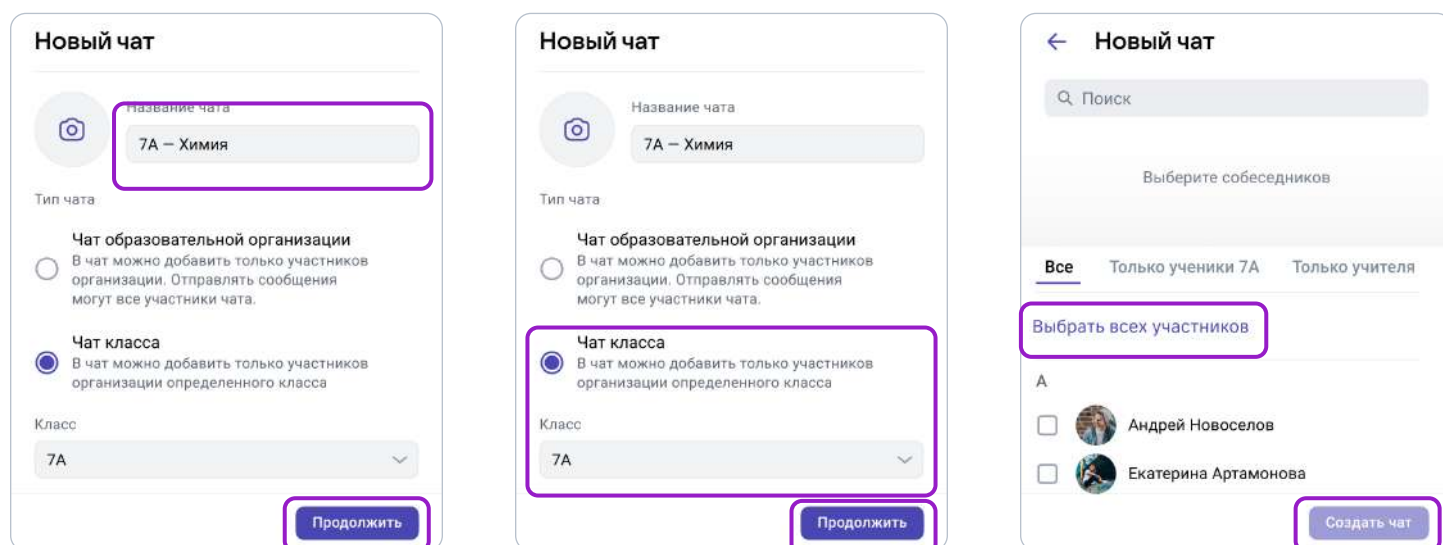 Новый чат
Название чата
7А – Химия
Тип чата
Чат образовательной организации
В чат можно добавить только участников
организации. Отправлять сообщения
могут все участники чата.
Чат класса
В чат можно добавить только участников
организации определенного класса
Класс
7А
Продолжить
Новый чат
Название чата
7А – Химия
Тип чата
Чат образовательной организации
В чат можно добавить только участников
организации. Отправлять сообщения
могут все участники чата.
Чат класса
В чат можно добавить только участников
организации определенного класса
Класс
7А
Продолжить
Новый чат
Поиск
Выберите собеседников
Все Только ученики 7А Только учителя
Выбрать всех участников
А
Андрей Новоселов
Екатерина Артамонова
Создать чат